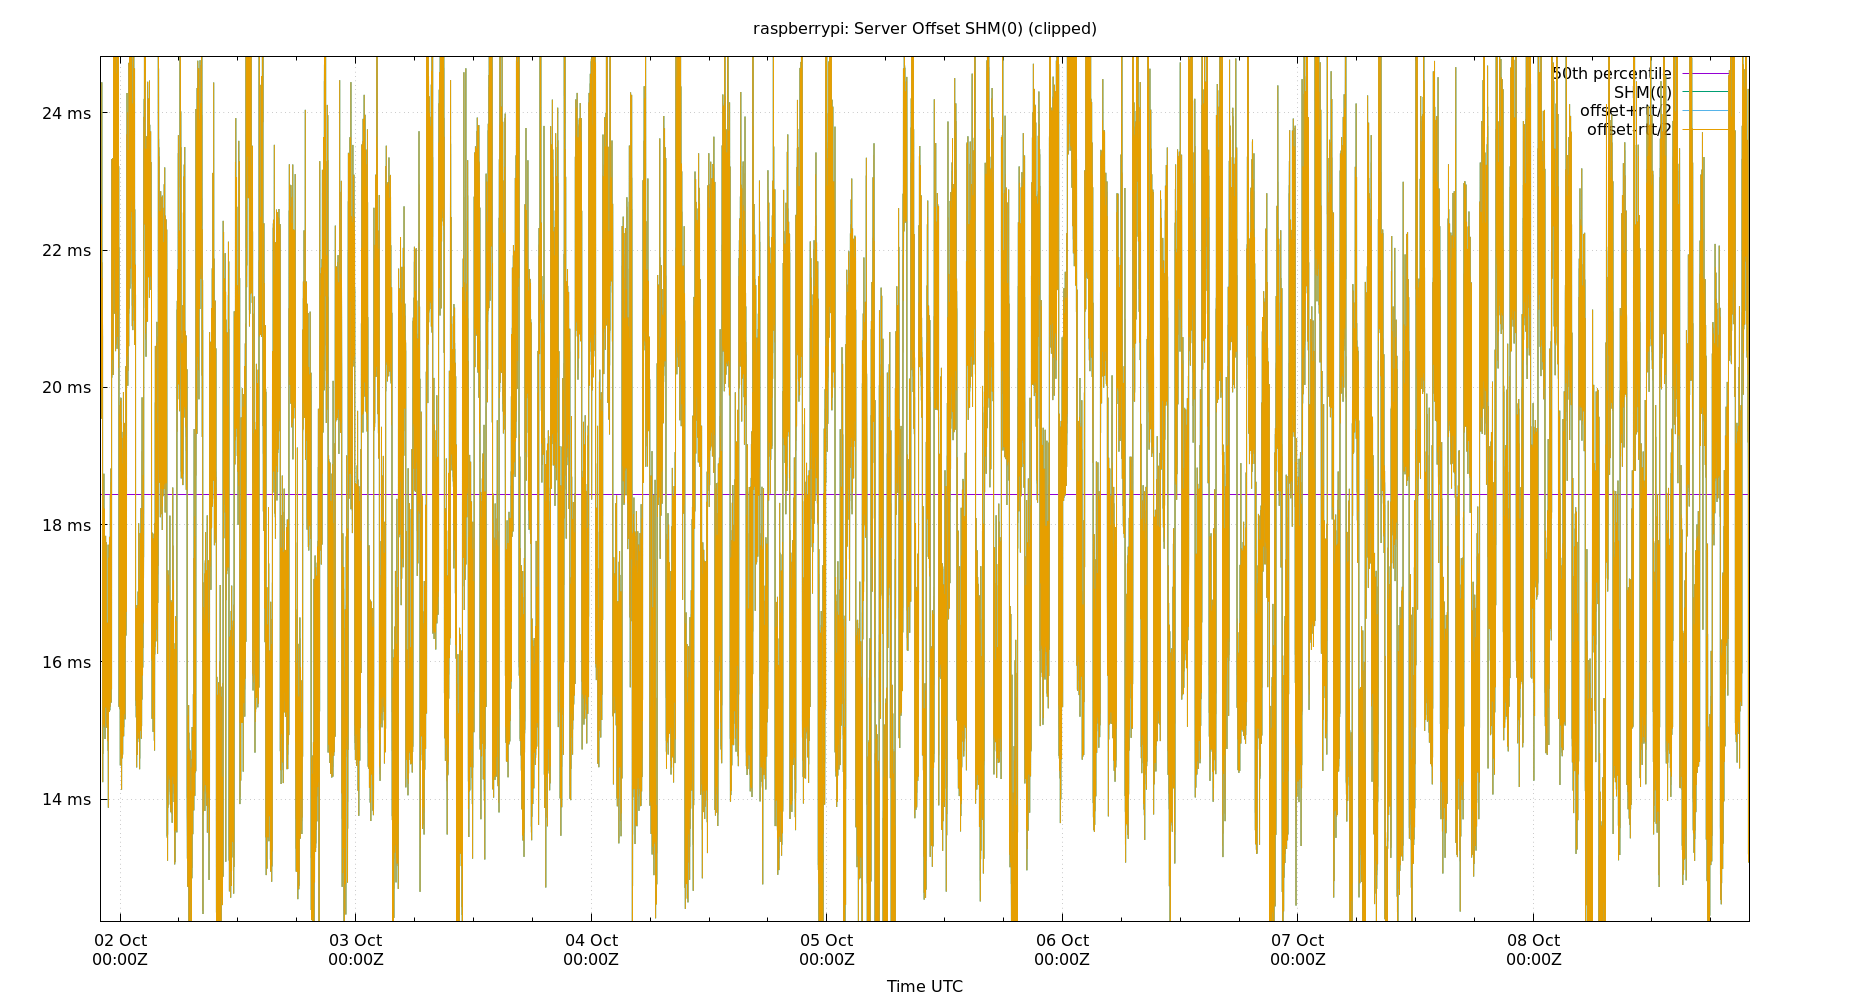 raspberrypi: Server Offset SHM(0) (clipped)
50th percentile
SHM(0)
offset+rtt/2
offset-rtt/2
24 ms
22 ms
20 ms
18 ms
16 ms
14 ms
02 Oct 03 Oct 04 Oct 05 Oct 06 Oct 07 Oct 08 Oct
00:00Z 00:00Z 00:00Z 00:00Z 00:00Z 00:00Z 00:00Z
Time UTC